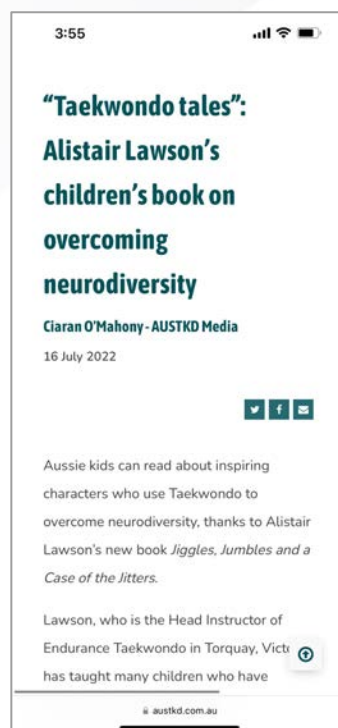 3:55
“Taekwondo tales”:
Alistair Lawson’s
children’s book on
overcoming
neurodiversity
Ciaran O’Mahony - AUSTKD Media
16 July 2022
Aussie kids can read about inspiring
characters who use Taekwondo to
overcome neurodiversity, thanks to Alistair
Lawson’s new book Jiggles, Jumbles and a
Case of the Jitters.
Lawson, who is the Head Instructor of
Endurance Taekwondo in Torquay,
has taught many children who have
austkd.com.au